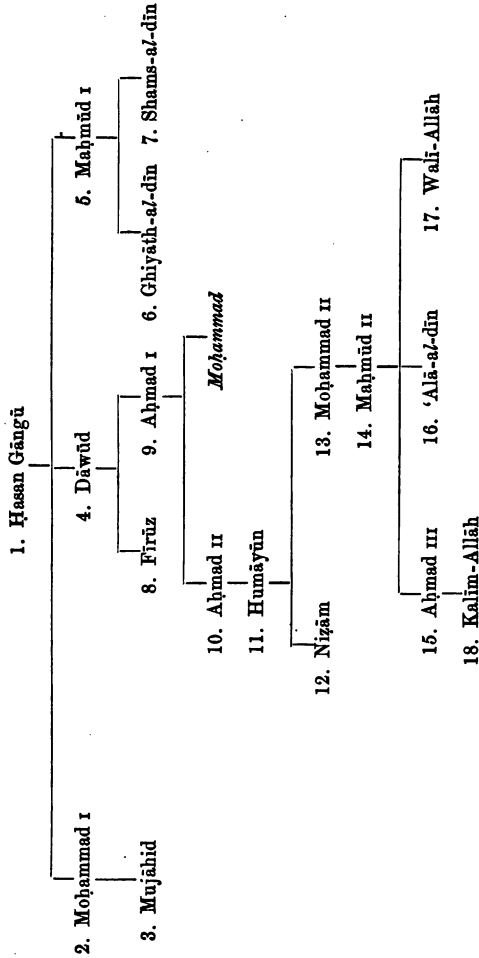 1. Ḥasan Gāngū
2. Moḥammad I 4. Dāwūd 5. Maḥmūd I
3. Mujāhid 8. Fīrūz 9. Aḥmad I 6. Ghiyāth-al-dīn 7. Shams-al-dīn
10. Aḥmad II Moḥammad
11. Humāyūn
12. Niẓām 13. Moḥammad II
14. Maḥmūd II
15. Aḥmad III 16. ʿAlā-al-dīn 17. Walī-Allāh
18. Kalīm-Allāh